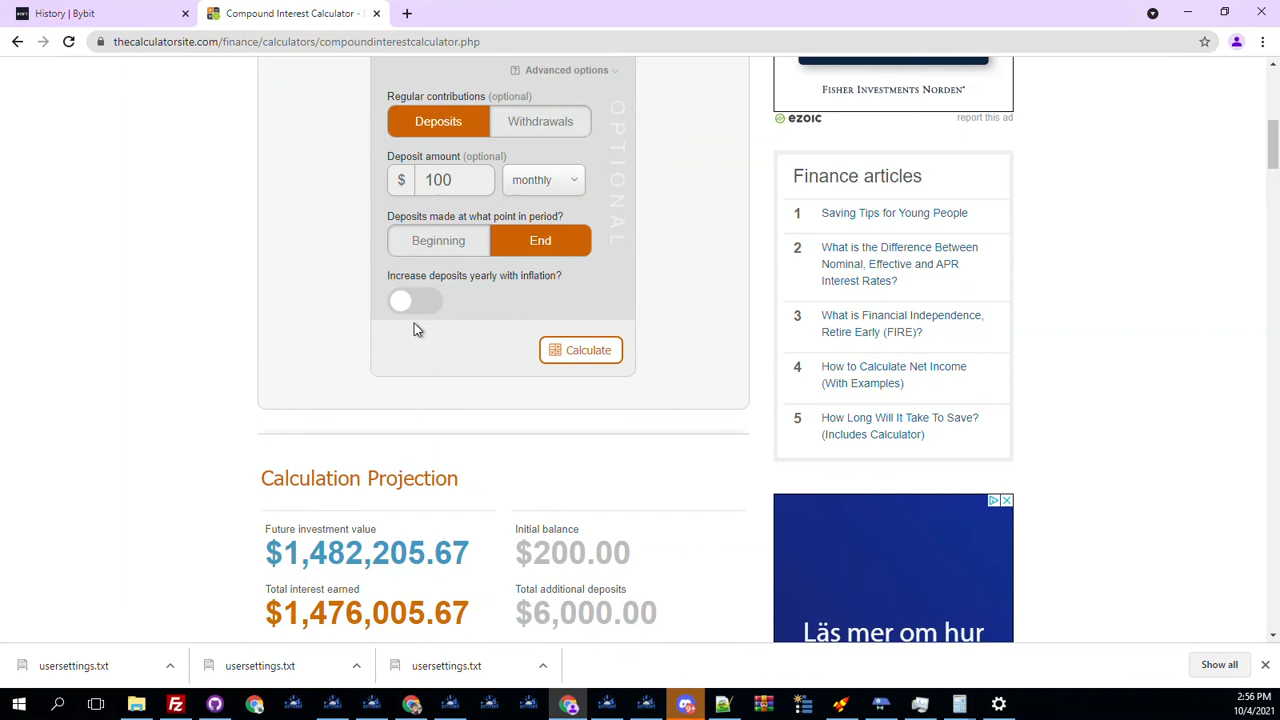 History | Bybit
Compound Interest Calculator -
thecalculatorsite.com/finance/calculators/compoundinterestcalculator.php
Advanced options
Regular contributions (optional)
Deposits
Withdrawals
Deposit amount (optional)
$ 100
monthly
Deposits made at what point in period?
Beginning
End
Increase deposits yearly with inflation?
OPTIONAL
Calculate
Calculation Projection
Future investment value
$1,482,205.67
Initial balance
$200.00
Total interest earned
$1,476,005.67
Total additional deposits
$6,000.00
FISHER INVESTMENTS NORDEN®
ezoic
report this ad
Finance articles
1 Saving Tips for Young People
2 What is the Difference Between
Nominal, Effective and APR
Interest Rates?
3 What is Financial Independence,
Retire Early (FIRE)?
4 How to Calculate Net Income
(With Examples)
5 How Long Will It Take To Save?
(Includes Calculator)
Läs mer om hur
usersettings.txt
usersettings.txt
usersettings.txt
Show all
2:56 PM
10/4/2021